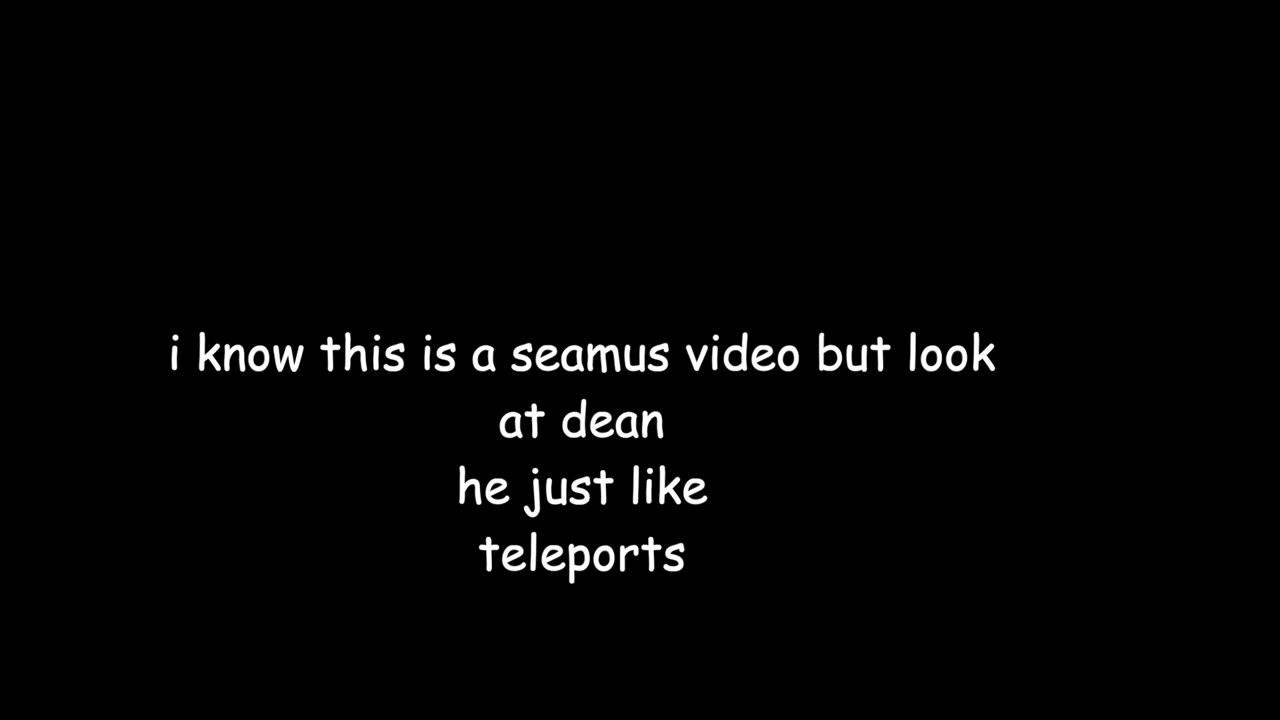 i know this is a seamus video but look
at dean
he just like
teleports